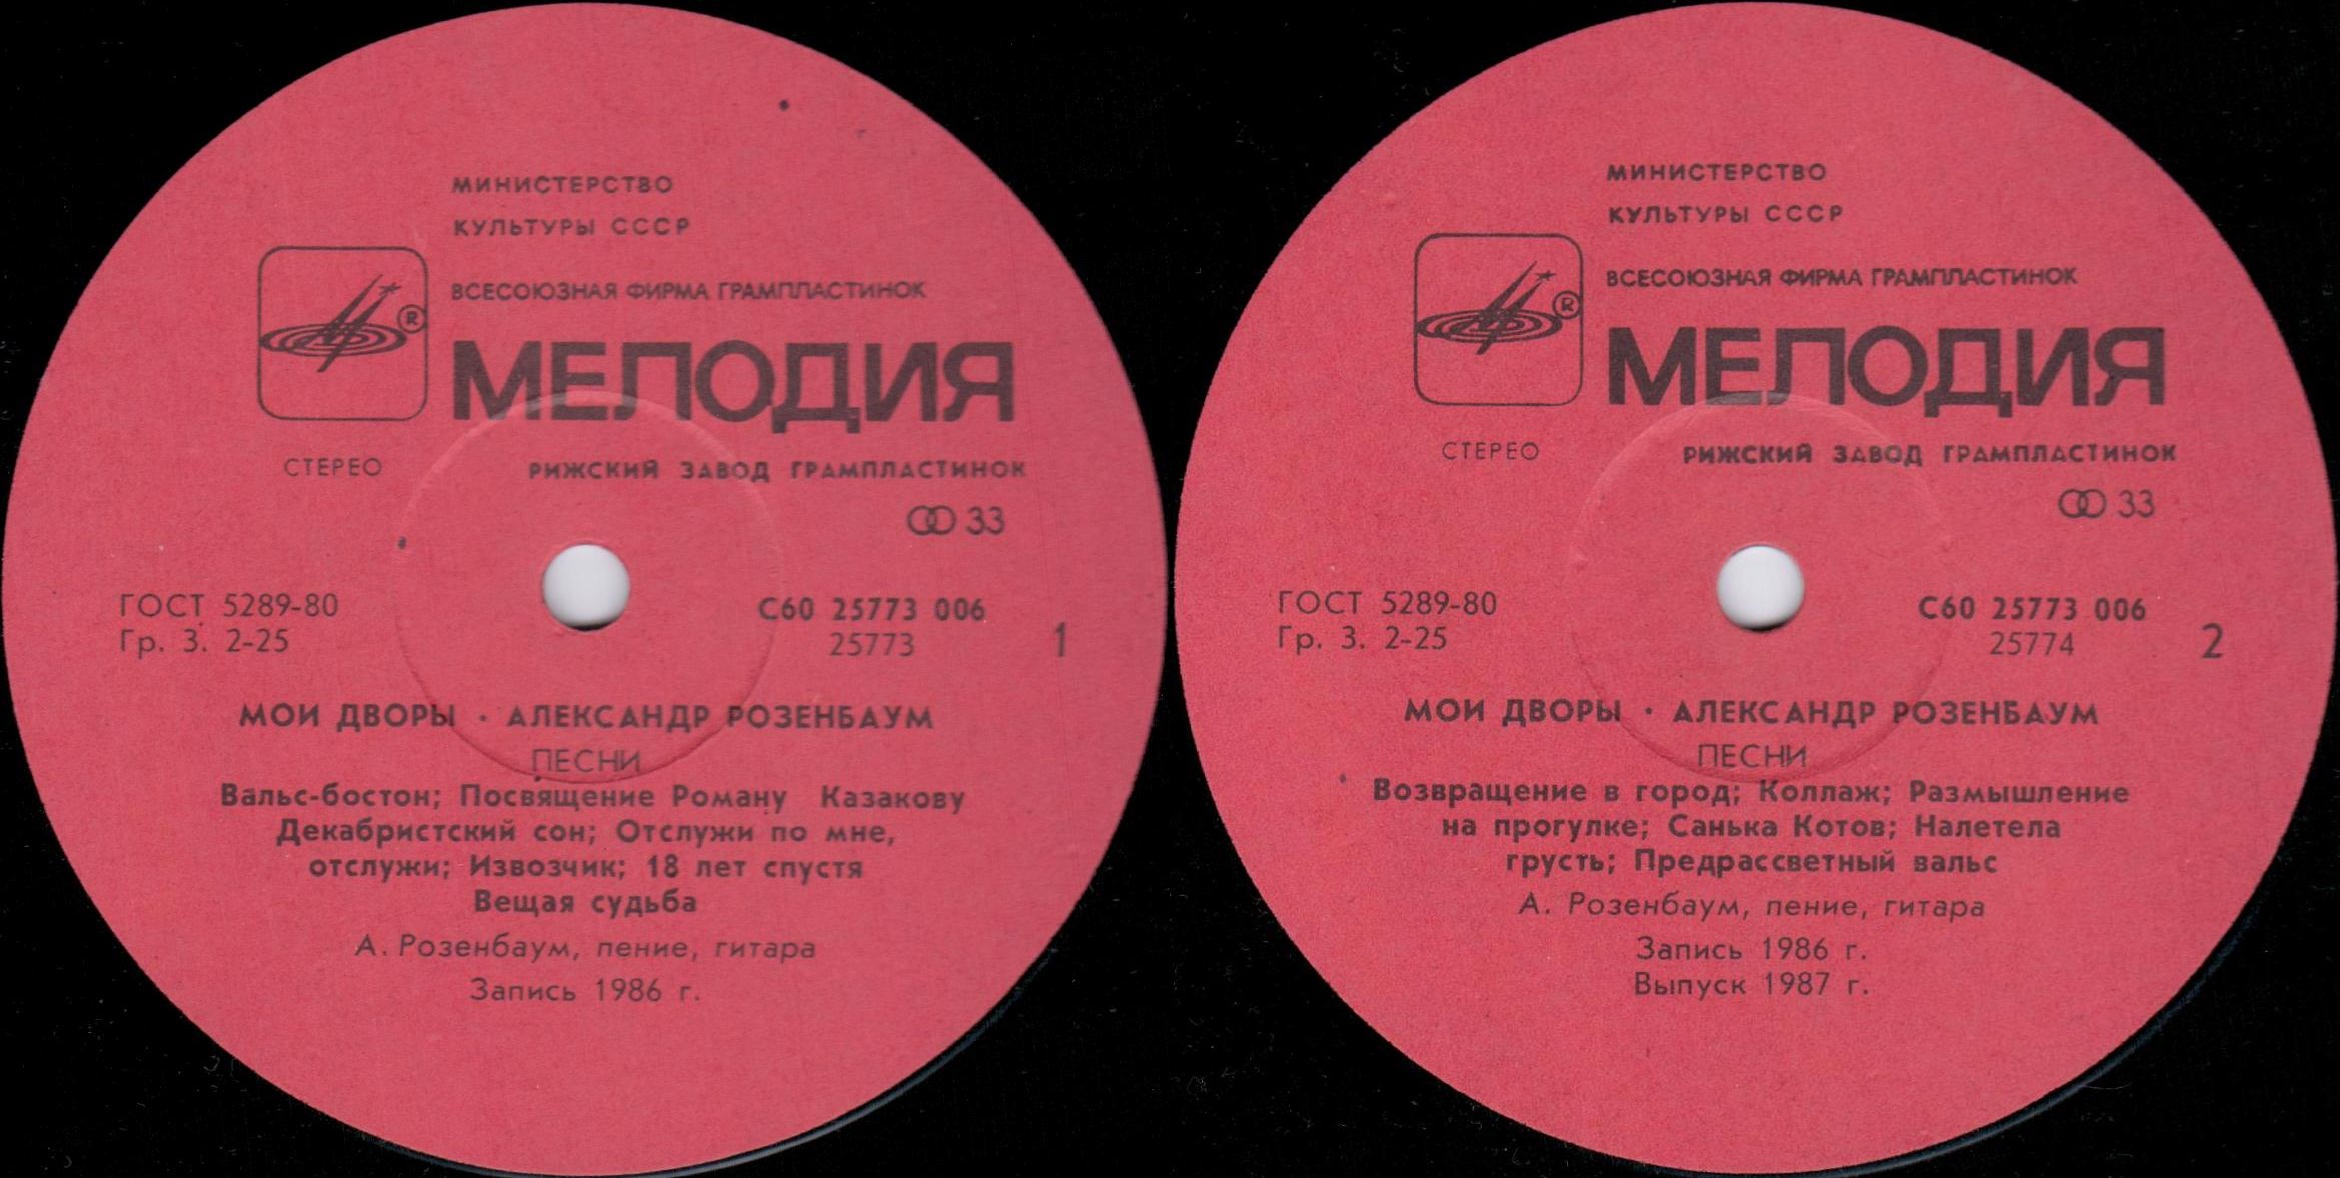 МИНИСТЕРСТВО
КУЛЬТУРЫ СССР
ВСЕСОЮЗНАЯ ФИРМА ГРАМПЛАСТИНОК
®
МЕЛОДИЯ
СТЕРЕО
РИЖСКИЙ ЗАВОД ГРАМПЛАСТИНОК
33
ГОСТ 5289-80
Гр. 3. 2-25
С60 25773 006
25773
1
МОИ ДВОРЫ · АЛЕКСАНДР РОЗЕНБАУМ
ПЕСНИ
Вальс-бостон; Посвящение Роману Казакову
Декабристский сон; Отслужи по мне,
отслужи; Извозчик; 18 лет спустя
Вещая судьба
А. Розенбаум, пение, гитара
Запись 1986 г.
МИНИСТЕРСТВО
КУЛЬТУРЫ СССР
ВСЕСОЮЗНАЯ ФИРМА ГРАМПЛАСТИНОК
®
МЕЛОДИЯ
СТЕРЕО
РИЖСКИЙ ЗАВОД ГРАМПЛАСТИНОК
33
ГОСТ 5289-80
Гр. 3. 2-25
С60 25773 006
25774
2
МОИ ДВОРЫ · АЛЕКСАНДР РОЗЕНБАУМ
ПЕСНИ
Возвращение в город; Коллаж; Размышление
на прогулке; Санька Котов; Налетела
грусть; Предрассветный вальс
А. Розенбаум, пение, гитара
Запись 1986 г.
Выпуск 1987 г.